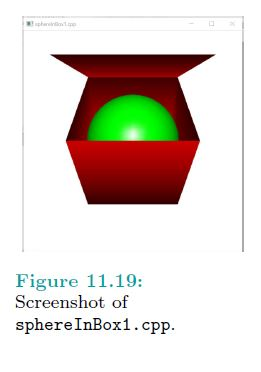 sphereInBox1.cpp
Figure 11.19:
Screenshot of
sphereInBox1.cpp.